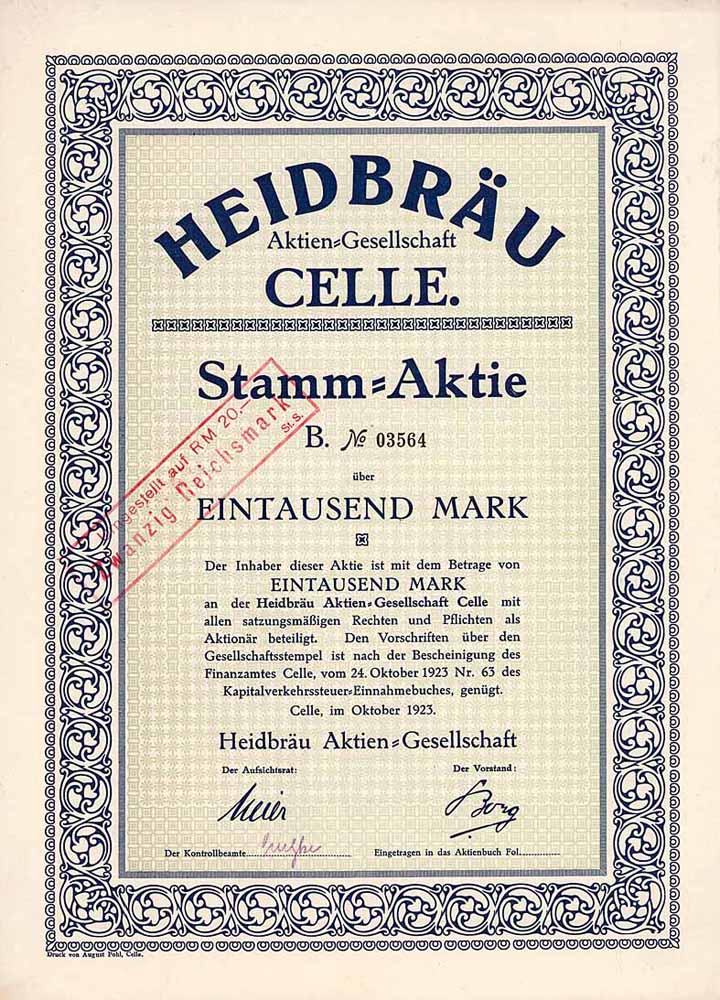 HEIDBRÄU
Aktien=Gesellschaft
CELLE.
Stamm=Aktie
B. № 03564
über
EINTAUSEND MARK
Der Inhaber dieser Aktie ist mit dem Betrage von
EINTAUSEND MARK
an der Heidbräu Aktien=Gesellschaft Celle mit
allen satzungsmäßigen Rechten und Pflichten als
Aktionär beteiligt. Den Vorschriften über den
Gesellschaftsstempel ist nach der Bescheinigung des
Finanzamtes Celle, vom 24. Oktober 1923 Nr. 63 des
Kapitalverkehrssteuer=Einnahmebuches, genügt.
Celle, im Oktober 1923.
Heidbräu Aktien=Gesellschaft
Der Aufsichtsrat:
Der Vorstand:
Meier
Borg
Der Kontrollbeamte
Eingetragen in das Aktienbuch Fol.
Druck von August Pohl, Celle.
auf RM 20.—
Zwanzig Reichsmark
St. S.